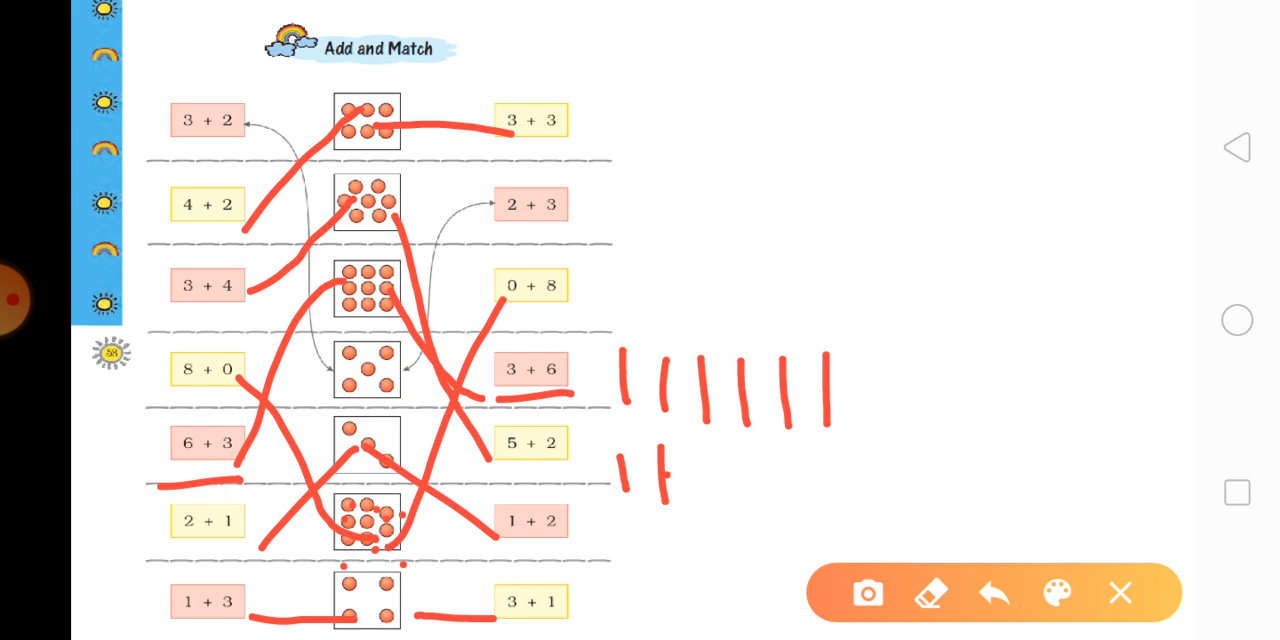 Add and Match
3 + 2 3 + 3
4 + 2 2 + 3
3 + 4 0 + 8
8 + 0 3 + 6
58
6 + 3 5 + 2
2 + 1 1 + 2
1 + 3 3 + 1